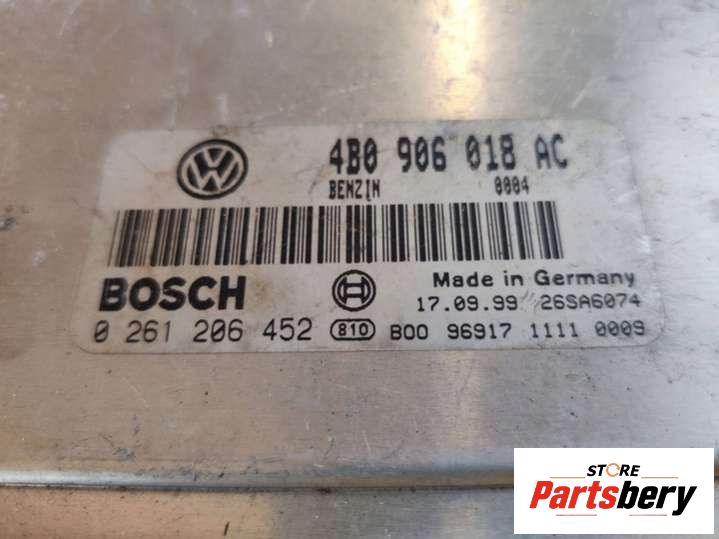 4B0 906 018 AC
BENZIN 0004
BOSCH Made in Germany
17.09.99 26SA6074
0 261 206 452 810 B00 96917 1111 0009
STORE
Partsbery